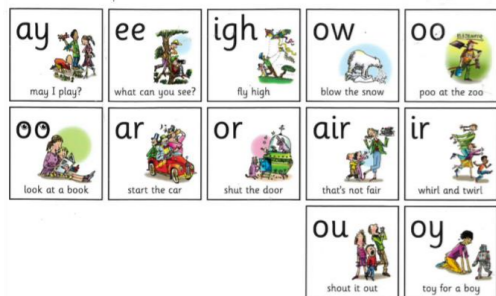 ay
may I play?
ee
what can you see?
igh
fly high
ow
blow the snow
oo
poo at the zoo
oo
look at a book
ar
start the car
or
shut the door
air
that's not fair
ir
whirl and twirl
ou
shout it out
oy
toy for a boy